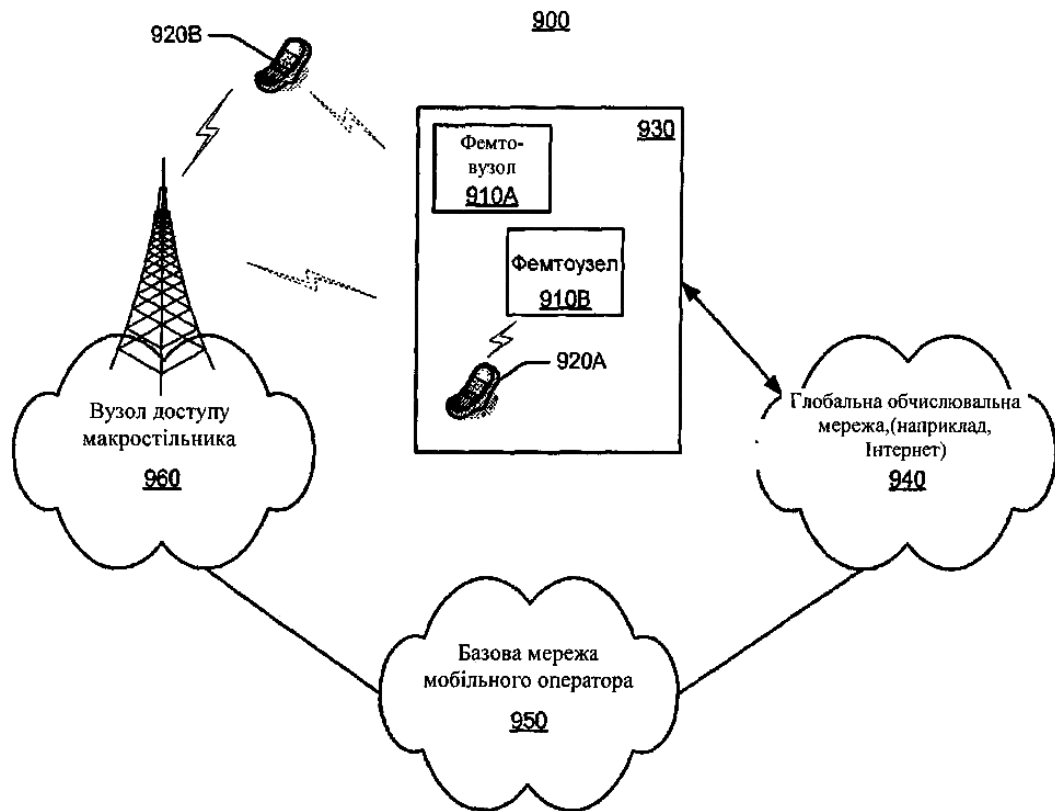 900
920B
930
Фемто-
вузол
910A
Фемтоузел
910B
920A
Вузол доступу
макростільника
960
Глобальна обчислювальна
мережа,(наприклад,
Інтернет)
940
Базова мережа
мобільного оператора
950